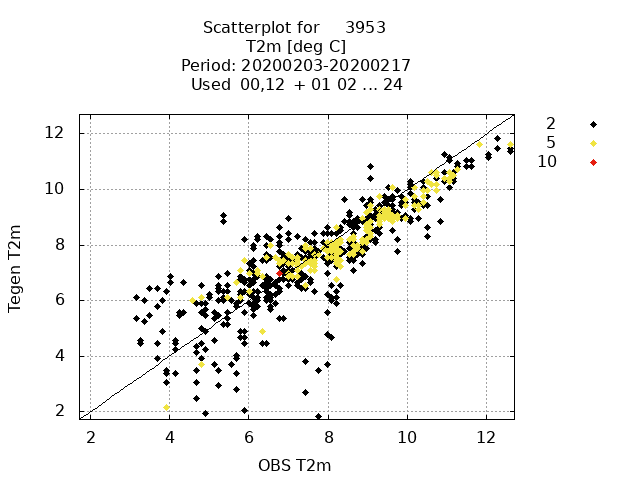 Scatterplot for 3953
T2m [deg C]
Period: 20200203-20200217
Used 00,12 + 01 02 ... 24
2
5
10
12
10
8
6
4
2
Tegen T2m
2 4 6 8 10 12
OBS T2m